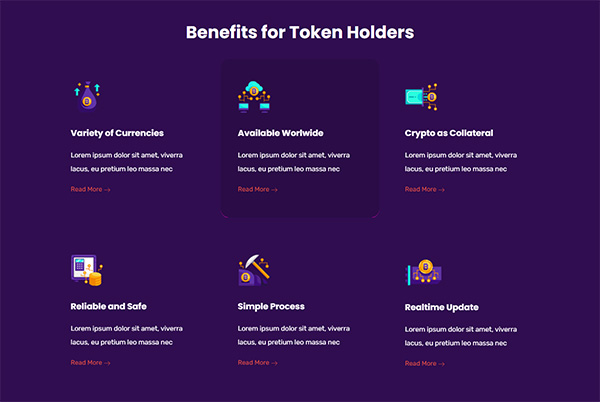 Benefits for Token Holders
Variety of Currencies
Lorem ipsum dolor sit amet, viverra
lacus, eu pretium leo massa nec
Read More
Available Worlwide
Lorem ipsum dolor sit amet, viverra
lacus, eu pretium leo massa nec
Read More
Crypto as Collateral
Lorem ipsum dolor sit amet, viverra
lacus, eu pretium leo massa nec
Read More
Reliable and Safe
Lorem ipsum dolor sit amet, viverra
lacus, eu pretium leo massa nec
Read More
Simple Process
Lorem ipsum dolor sit amet, viverra
lacus, eu pretium leo massa nec
Read More
Realtime Update
Lorem ipsum dolor sit amet, viverra
lacus, eu pretium leo massa nec
Read More